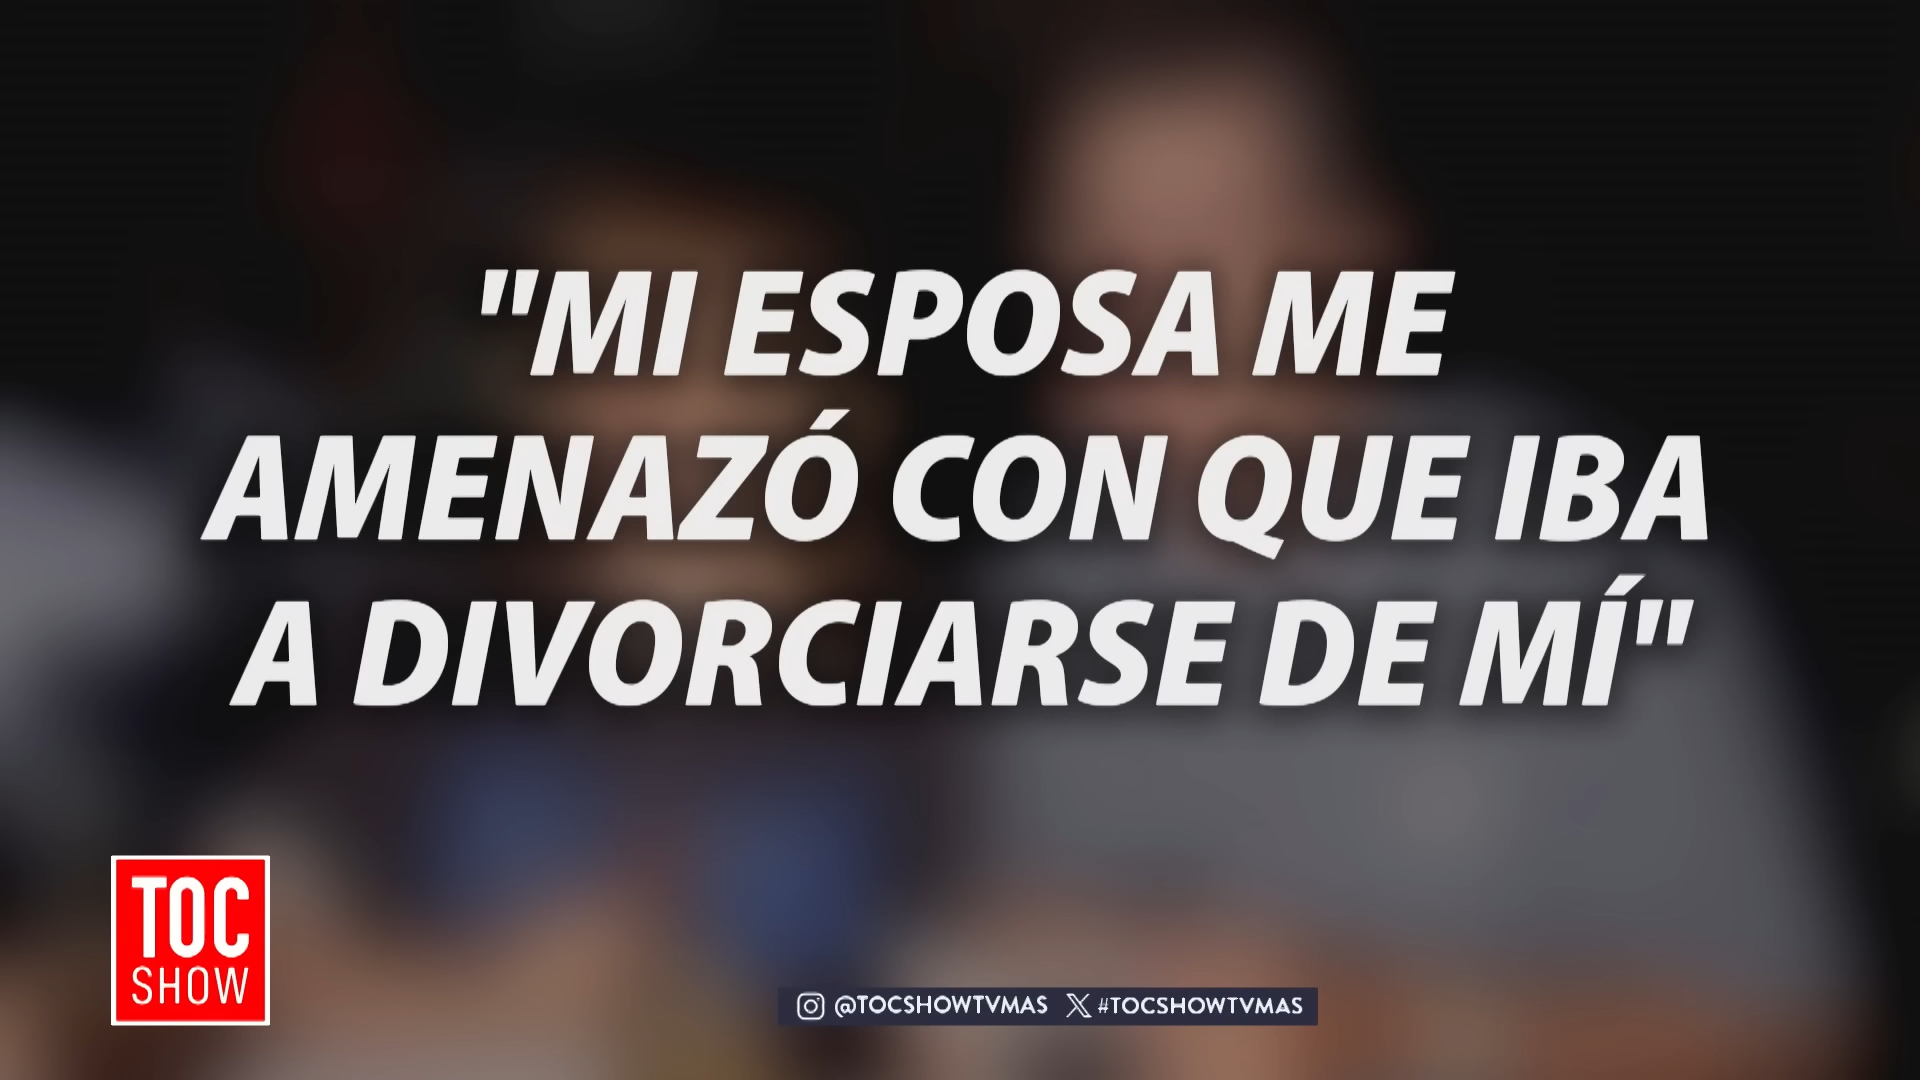 "MI ESPOSA ME
AMENAZÓ CON QUE IBA
A DIVORCIARSE DE MÍ"
TOC
SHOW
@TOCSHOWTVMAS #TOCSHOWTVMAS